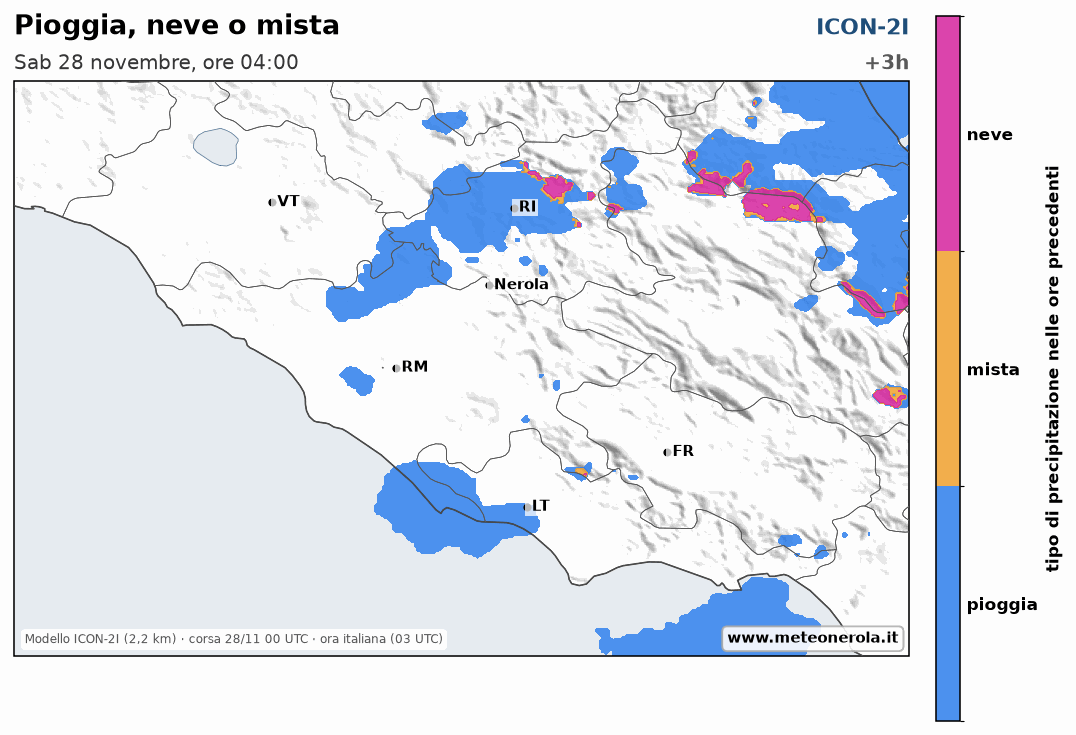 Pioggia, neve o mista
ICON-2I
Sab 28 novembre, ore 04:00
+3h
neve
VT
RI
Nerola
RM
mista
FR
LT
pioggia
tipo di precipitazione nelle ore precedenti
Modello ICON-2I (2,2 km) · corsa 28/11 00 UTC · ora italiana (03 UTC)
www.meteonerola.it